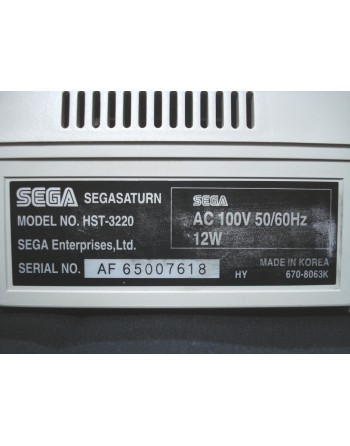 SEGA SEGASATURN
MODEL NO. HST-3220
SEGA Enterprises,Ltd.
SERIAL NO. AF 65007618
SEGA
AC 100V 50/60Hz
12W
MADE IN KOREA
HY 670-8063K